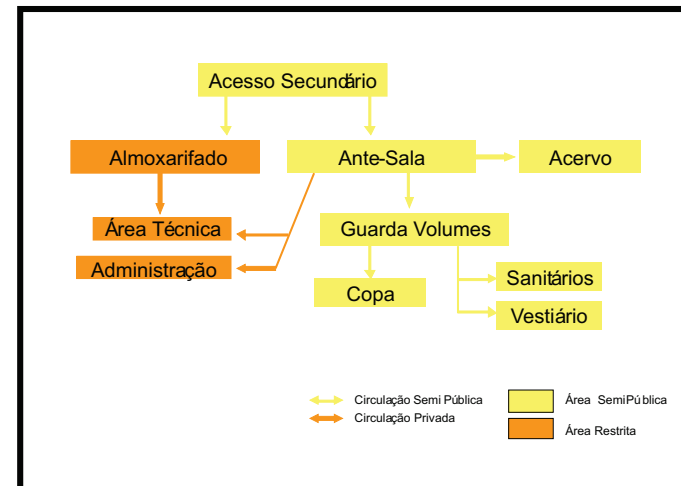 Acesso Secundário
Almoxarifado
Ante-Sala
Acervo
Área Técnica
Guarda Volumes
Administração
Sanitários
Copa
Vestiário
Circulação Semi Pública
Área SemiPública
Circulação Privada
Área Restrita